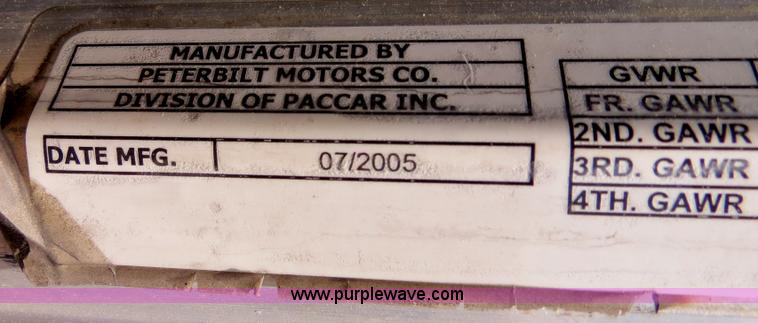 MANUFACTURED BY
PETERBILT MOTORS CO.
DIVISION OF PACCAR INC.
DATE MFG. 07/2005
GVWR
FR. GAWR
2ND. GAWR
3RD. GAWR
4TH. GAWR
www.purplewave.com